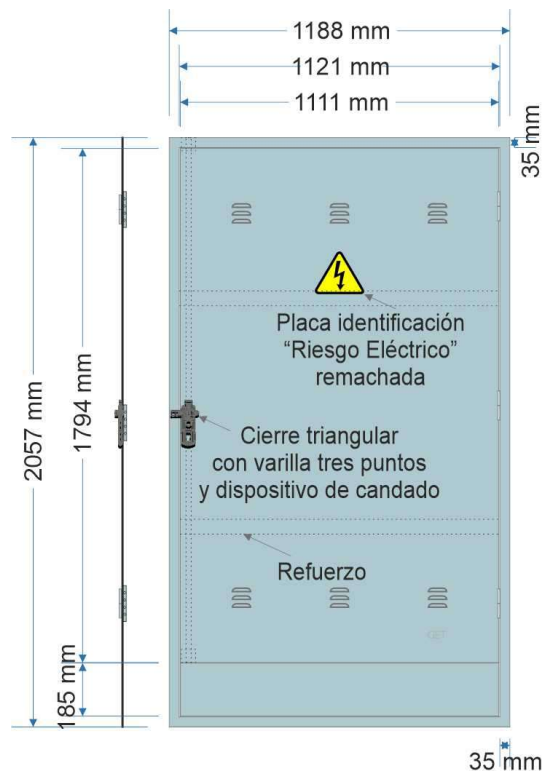 1188 mm
1121 mm
1111 mm
35 mm
2057 mm
1794 mm
185 mm
Placa identificación
“Riesgo Eléctrico”
remachada
Cierre triangular
con varilla tres puntos
y dispositivo de candado
Refuerzo
35 mm